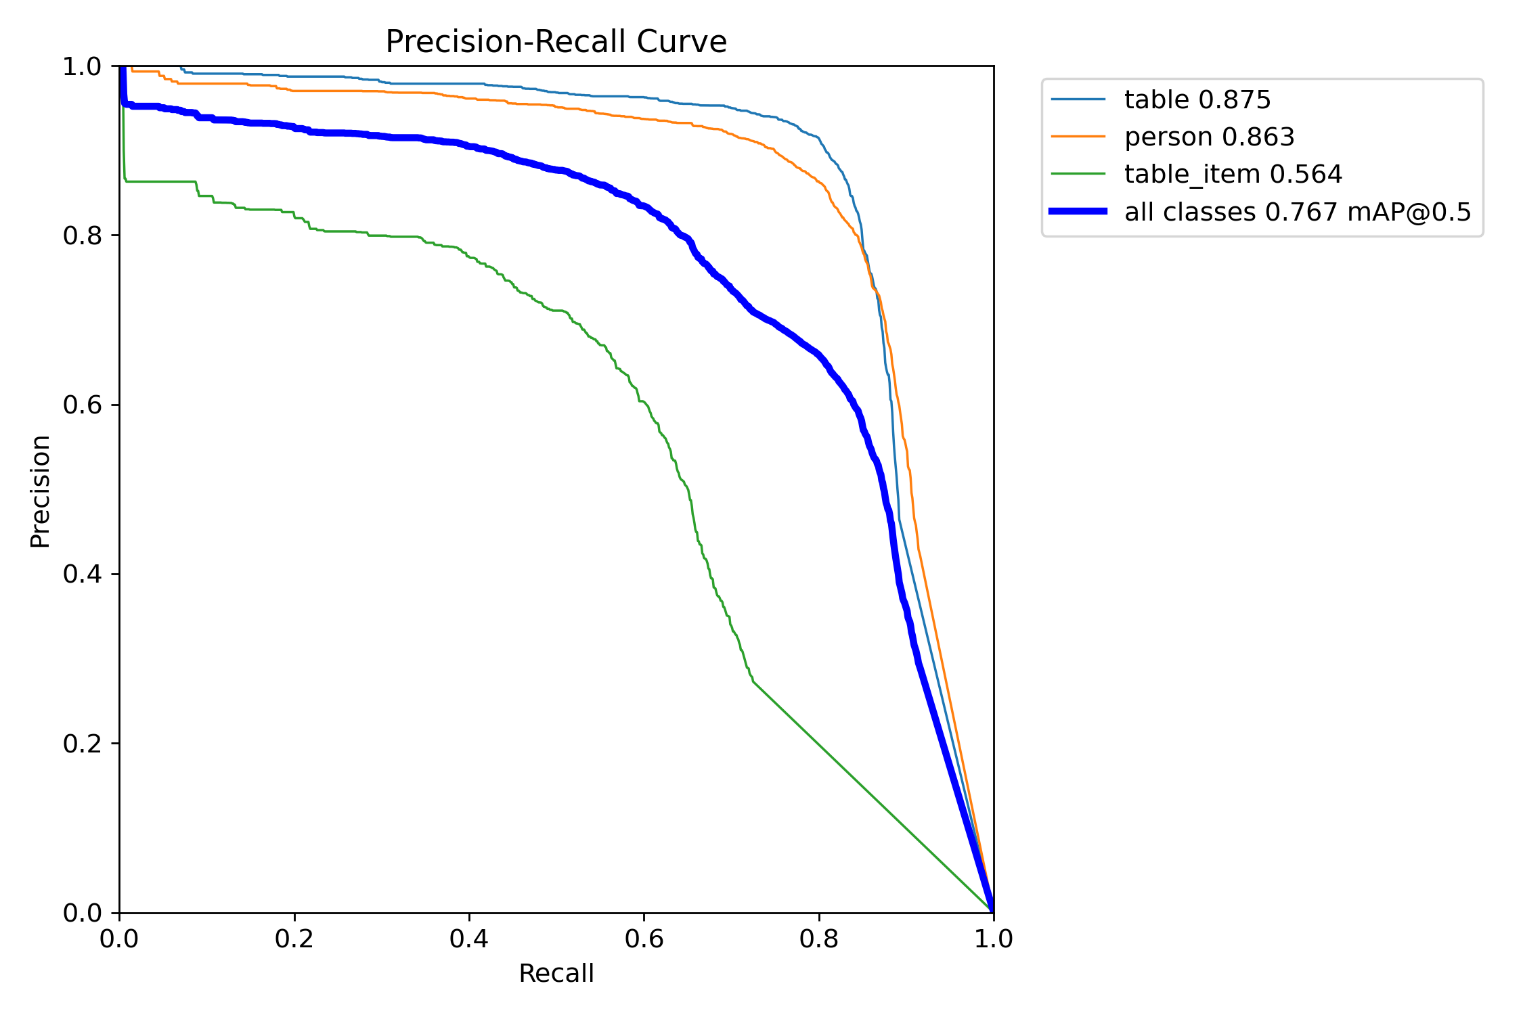 Precision-Recall Curve
1.0
0.8
0.6
0.4
0.2
0.0
Precision
0.0 0.2 0.4 0.6 0.8 1.0
Recall
table 0.875
person 0.863
table_item 0.564
all classes 0.767 mAP@0.5